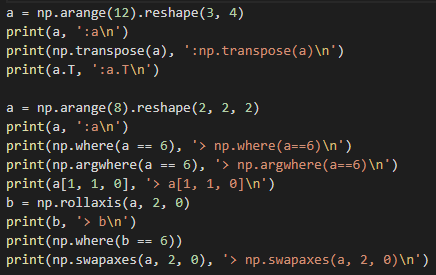 a = np.arange(12).reshape(3, 4)
print(a, ':a\n')
print(np.transpose(a), ':np.transpose(a)\n')
print(a.T, ':a.T\n')

a = np.arange(8).reshape(2, 2, 2)
print(a, ':a\n')
print(np.where(a == 6), '> np.where(a==6)\n')
print(np.argwhere(a == 6), '> np.argwhere(a==6)\n')
print(a[1, 1, 0], '> a[1, 1, 0]\n')
b = np.rollaxis(a, 2, 0)
print(b, '> b\n')
print(np.where(b == 6))
print(np.swapaxes(a, 2, 0), '> np.swapaxes(a, 2, 0)\n')